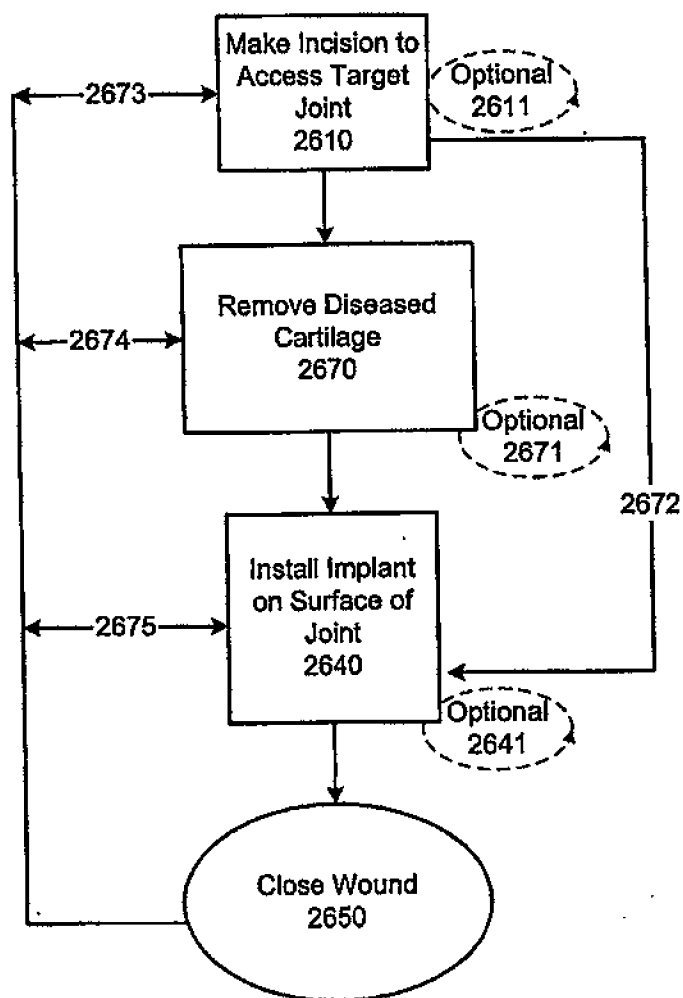 Make Incision to
Access Target
Joint
2610
Optional
2611
2673
Remove Diseased
Cartilage
2670
2674
Optional
2671
2672
Install Implant
on Surface of
Joint
2640
2675
Optional
2641
Close Wound
2650